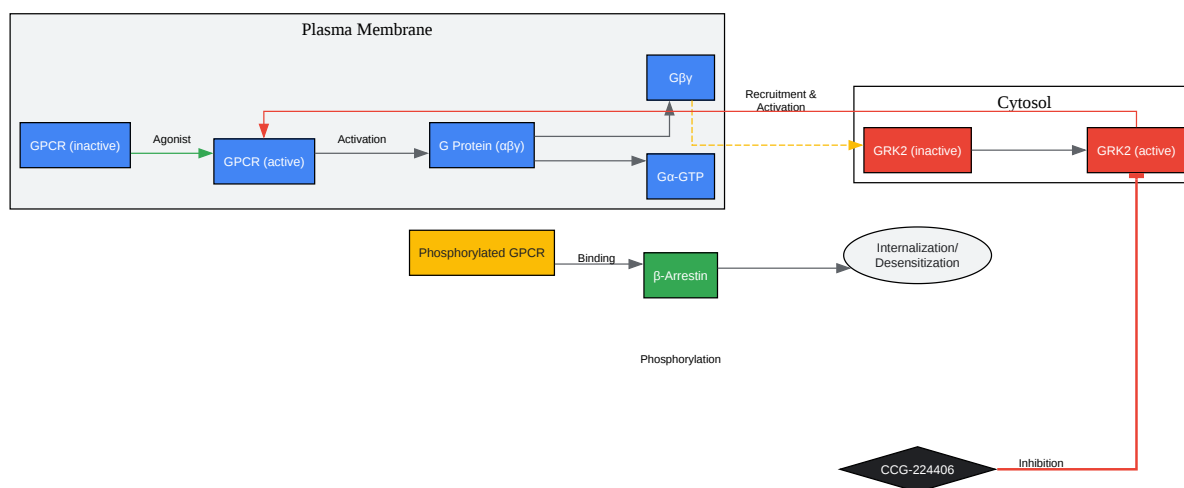 Plasma Membrane
Gβγ
Recruitment &
Activation
Cytosol
GPCR (inactive)
Agonist
GPCR (active)
Activation
G Protein (αβγ)
Gα-GTP
GRK2 (inactive)
GRK2 (active)
Phosphorylated GPCR
Binding
β-Arrestin
Internalization/
Desensitization
Phosphorylation
CCG-224406
Inhibition